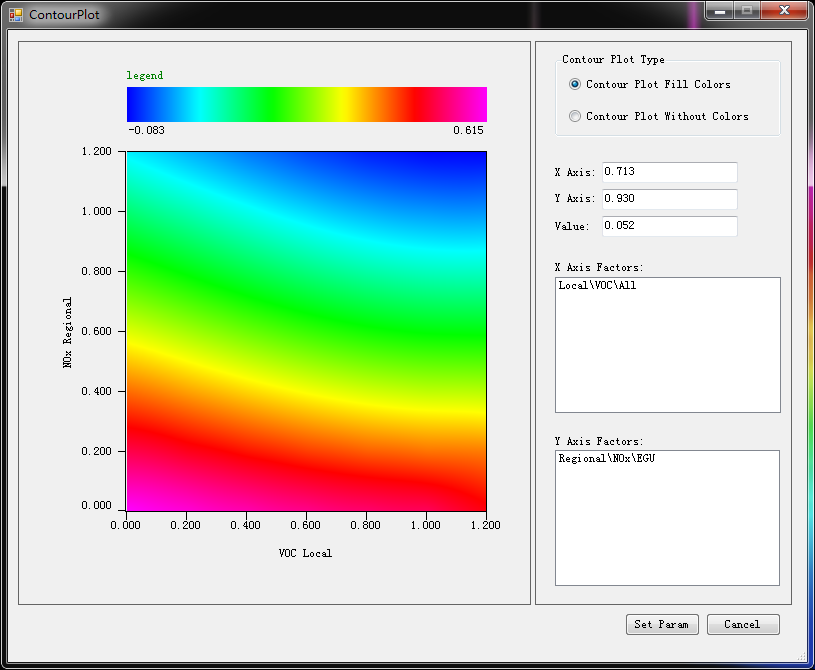 ContourPlot
legend
-0.083 0.615
1.200
1.000
0.800
0.600
0.400
0.200
0.000
NOx Regional
0.000 0.200 0.400 0.600 0.800 1.000 1.200
VOC Local
Contour Plot Type
Contour Plot Fill Colors
Contour Plot Without Colors
X Axis: 0.713
Y Axis: 0.930
Value: 0.052
X Axis Factors:
Local\VOC\All
Y Axis Factors:
Regional\NOx\EGU
Set Param Cancel